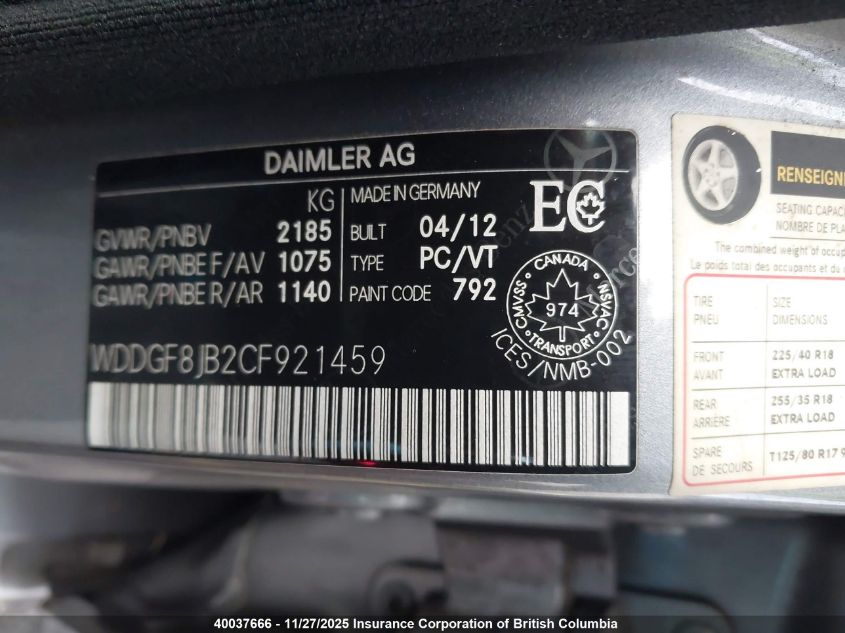 DAIMLER AG
KG
GVWR/PNBV 2185
GAWR/PNBE F/AV 1075
GAWR/PNBE R/AR 1140
MADE IN GERMANY
BUILT 04/12
TYPE PC/VT
PAINT CODE 792
EC
CANADA
CMVSS NSVAC
974
TRANSPORT
ICES/NMB-002
WDDGF8JB2CF921459
RENSEIGNE
SEATING CAPAC
NOMBRE DE PLA
The combined weight of occup
Le poids total des occupants et du
TIRE SIZE
PNEU DIMENSIONS
FRONT 225/40 R18
AVANT EXTRA LOAD
REAR 255/35 R18
ARRIÈRE EXTRA LOAD
SPARE
DE SECOURS T125/80 R17 9
40037666 - 11/27/2025 Insurance Corporation of British Columbia